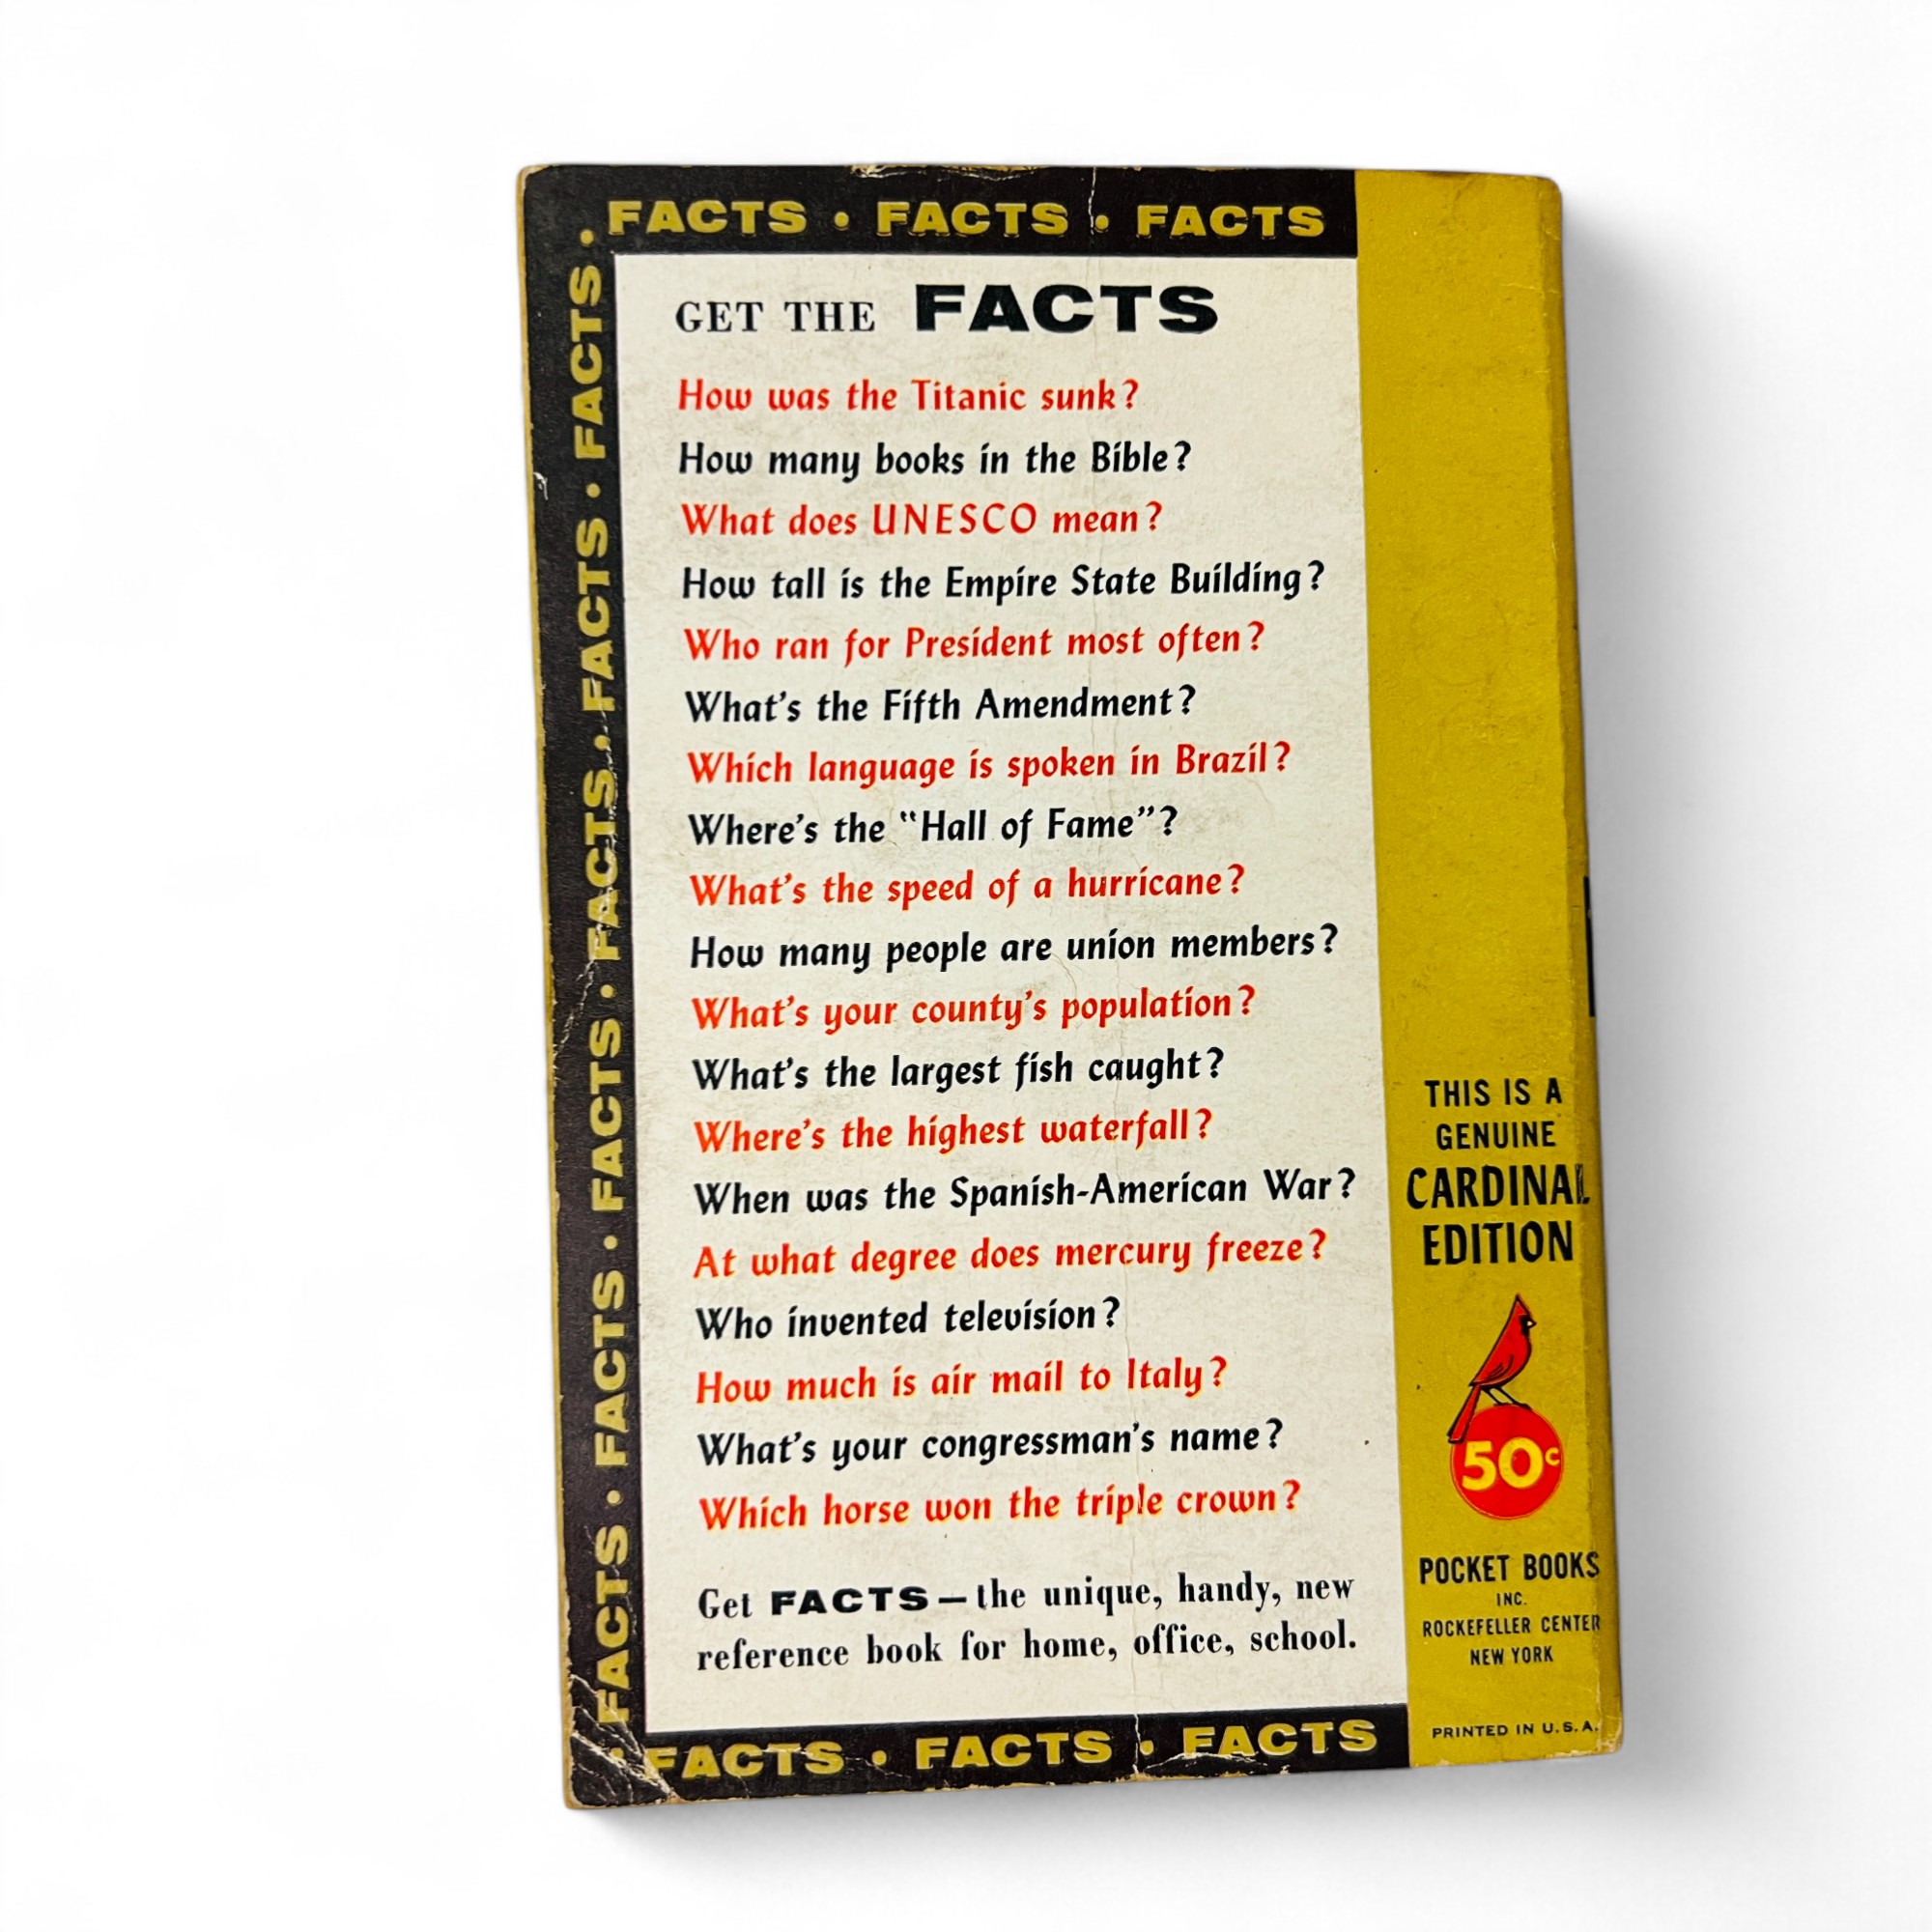 FACTS • FACTS • FACTS
FACTS • FACTS • FACTS • FACTS • FACTS • FACTS •
GET THE FACTS
How was the Titanic sunk?
How many books in the Bible?
What does UNESCO mean?
How tall is the Empire State Building?
Who ran for President most often?
What's the Fifth Amendment?
Which language is spoken in Brazil?
Where's the "Hall of Fame"?
What's the speed of a hurricane?
How many people are union members?
What's your county's population?
What's the largest fish caught?
Where's the highest waterfall?
When was the Spanish-American War?
At what degree does mercury freeze?
Who invented television?
How much is air mail to Italy?
What's your congressman's name?
Which horse won the triple crown?
Get FACTS—the unique, handy, new
reference book for home, office, school.
FACTS • FACTS • FACTS
THIS IS A
GENUINE
CARDINAL
EDITION
50c
POCKET BOOKS
INC.
ROCKEFELLER CENTER
NEW YORK
PRINTED IN U.S.A.